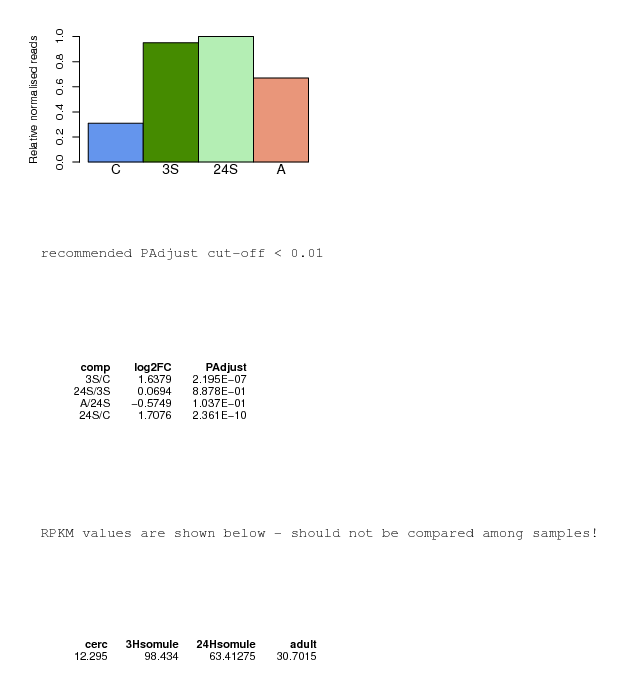 Relative normalised reads
1.0
0.8
0.6
0.4
0.2
0.0
C 3S 24S A
recommended PAdjust cut-off < 0.01
comp log2FC PAdjust
3S/C 1.6379 2.195E-07
24S/3S 0.0694 8.878E-01
A/24S -0.5749 1.037E-01
24S/C 1.7076 2.361E-10
RPKM values are shown below - should not be compared among samples!
cerc 3Hsomule 24Hsomule adult
12.295 98.434 63.41275 30.7015